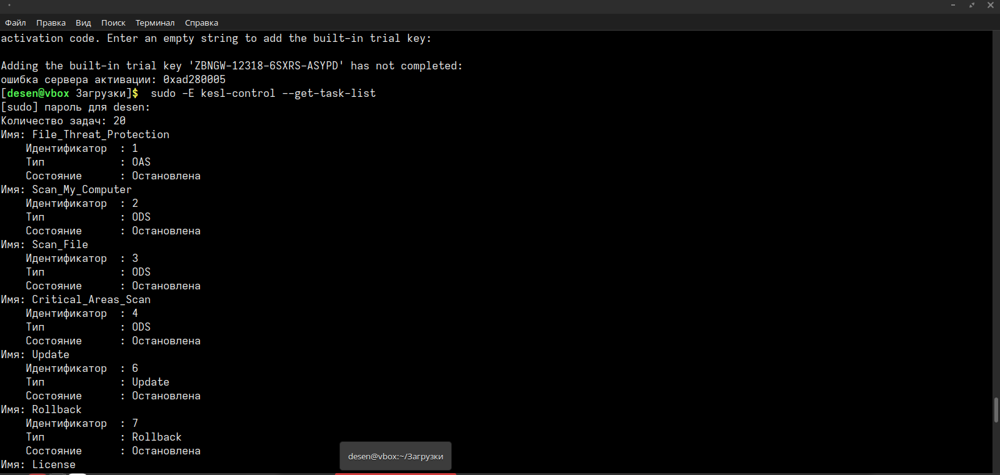 Файл Правка Вид Поиск Терминал Справка
activation code. Enter an empty string to add the built-in trial key:
Adding the built-in trial key 'ZBNGW-12318-6SXRS-ASYPD' has not completed:
ошибка сервера активации: 0xad280005
[desen@vbox Загрузки]$  sudo -E kesl-control --get-task-list
[sudo] пароль для desen:
Количество задач: 20
Имя: File_Threat_Protection
    Идентификатор  : 1
    Тип            : OAS
    Состояние      : Остановлена
Имя: Scan_My_Computer
    Идентификатор  : 2
    Тип            : ODS
    Состояние      : Остановлена
Имя: Scan_File
    Идентификатор  : 3
    Тип            : ODS
    Состояние      : Остановлена
Имя: Critical_Areas_Scan
    Идентификатор  : 4
    Тип            : ODS
    Состояние      : Остановлена
Имя: Update
    Идентификатор  : 6
    Тип            : Update
    Состояние      : Остановлена
Имя: Rollback
    Идентификатор  : 7
    Тип            : Rollback
    Состояние      : Остановлена
desen@vbox:~/Загрузки
Имя: License